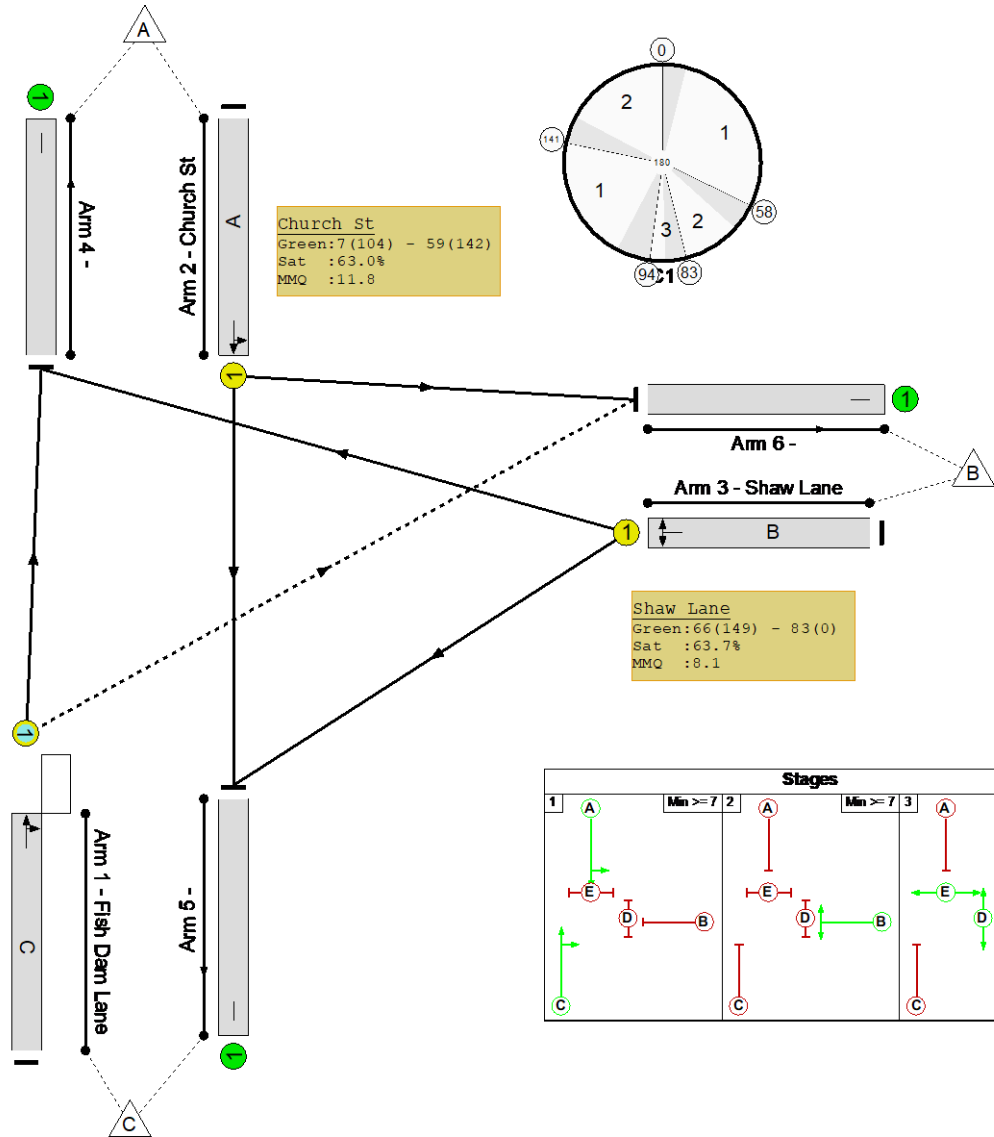 A
0
1
2
1
141
2
180
1
Arm 4 -
Arm 2 - Church St
A
58
1
2
3
94
83
C1
Church St
Green:7(104) - 59(142)
Sat :63.0%
MMQ :11.8
1
1
Arm 6 -
B
Arm 3 - Shaw Lane
1
B
Shaw Lane
Green:66(149) - 83(0)
Sat :63.7%
MMQ :8.1
1
C
Arm 1 - Fish Dam Lane
Arm 5 -
1
C
Stages
1
Min >= 7
2
Min >= 7
3
A
A
A
E
E
E
D
B
D
B
D
C
C
C